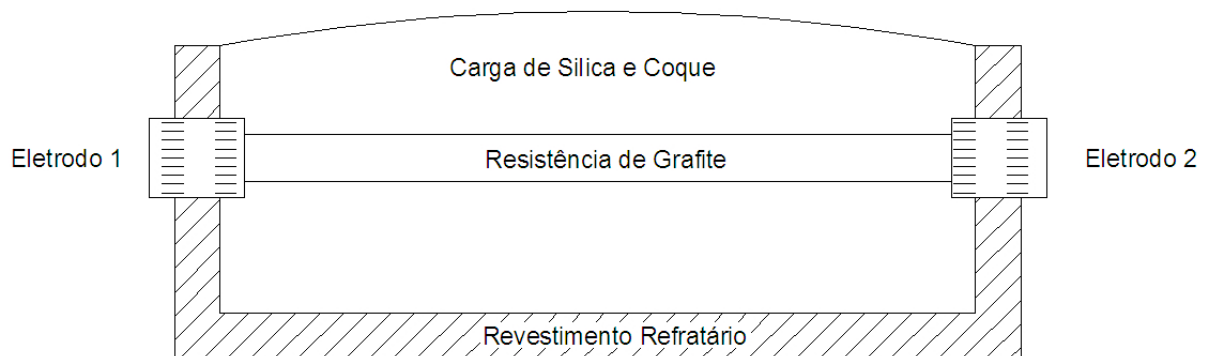 Carga de Silica e Coque
Eletrodo 1
Resistência de Grafite
Eletrodo 2
Revestimento Refratário